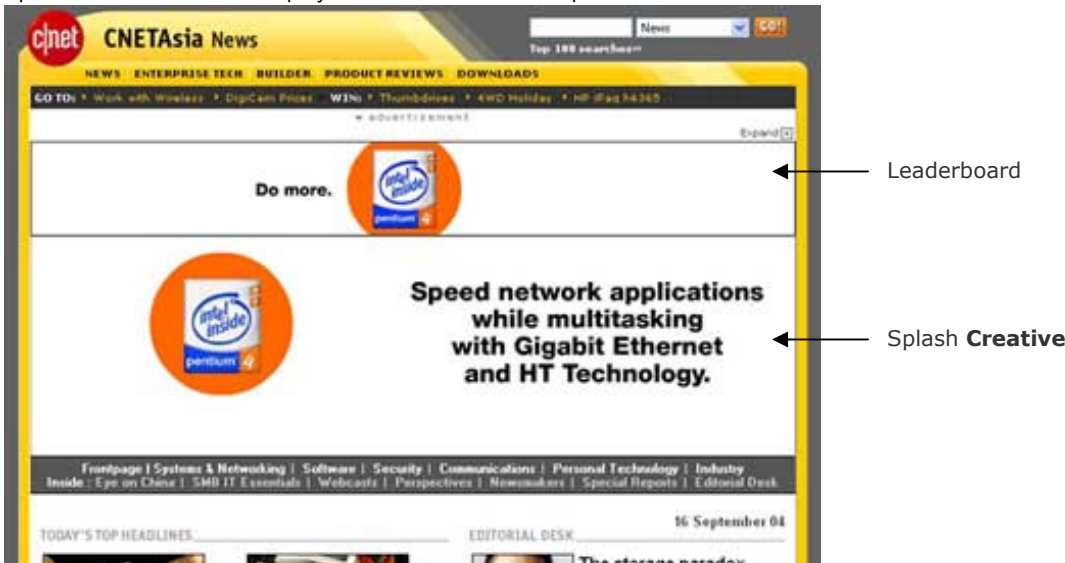 c|net
CNETAsia News
News
GO!
Top 100 searches
NEWS ENTERPRISE TECH BUILDER PRODUCT REVIEWS DOWNLOADS
GO TO: Work with Wireless DigiCam Prices WIN: Thumbdrives 4WD Holiday HP iPaq h6365
advertisement
Expand
Do more.
intel inside
pentium 4
Leaderboard
intel inside
pentium 4
Speed network applications
while multitasking
with Gigabit Ethernet
and HT Technology.
Splash Creative
Frontpage | Systems & Networking | Software | Security | Communications | Personal Technology | Industry
Inside : Eye on China | SMB IT Essentials | Webcasts | Perspectives | Newsmakers | Special Reports | Editorial Desk
16 September 04
TODAY'S TOP HEADLINES
EDITORIAL DESK
The storage paradox